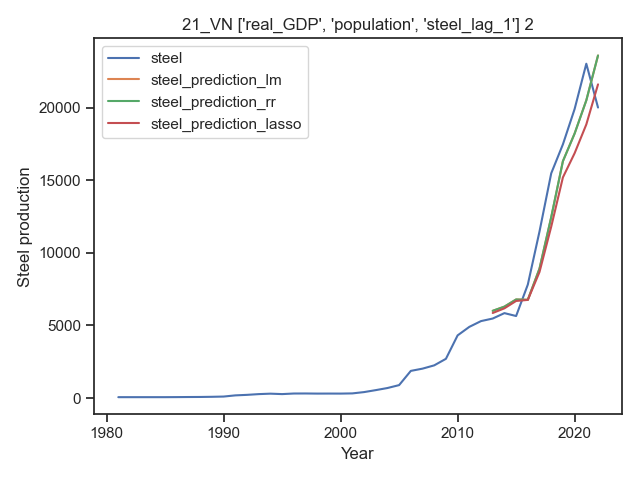 21_VN ['real_GDP', 'population', 'steel_lag_1'] 2
steel
steel_prediction_lm
steel_prediction_rr
steel_prediction_lasso
Steel production
20000
15000
10000
5000
0
1980
1990
2000
2010
2020
Year